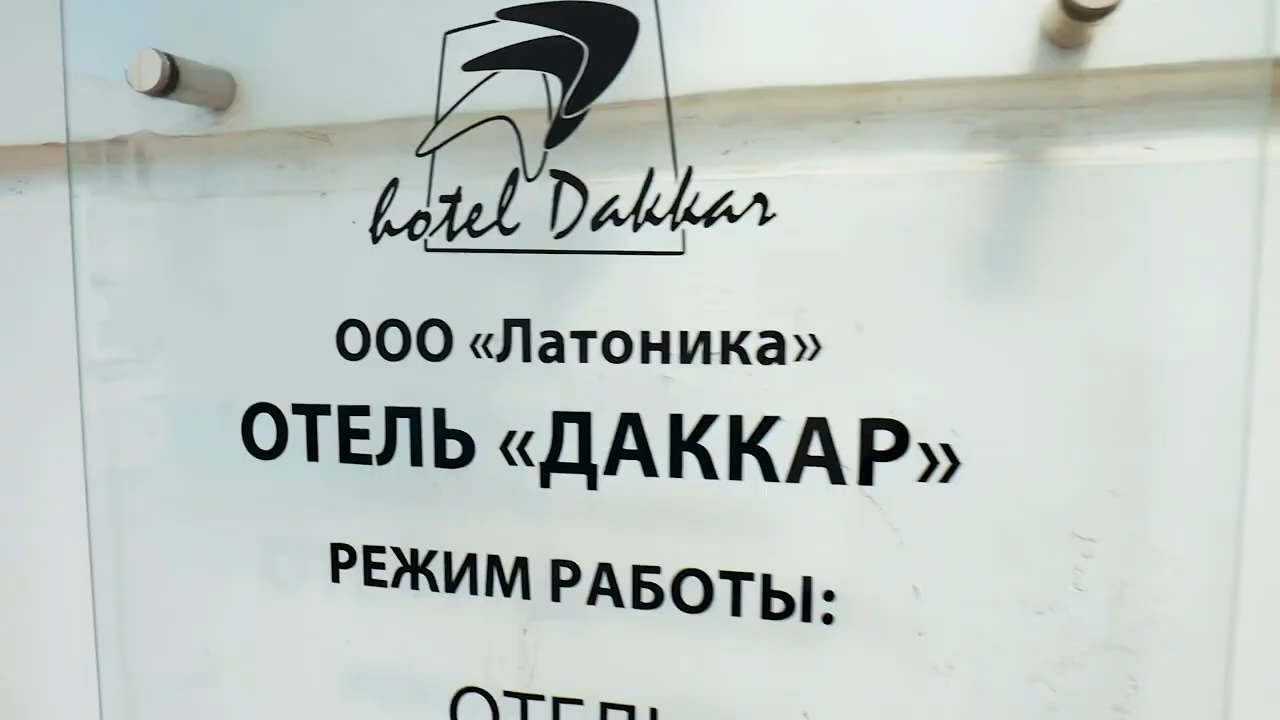 hotel Dakkar
ООО «Латоника»
ОТЕЛЬ «ДАККАР»
РЕЖИМ РАБОТЫ:
ОТЕЛЬ